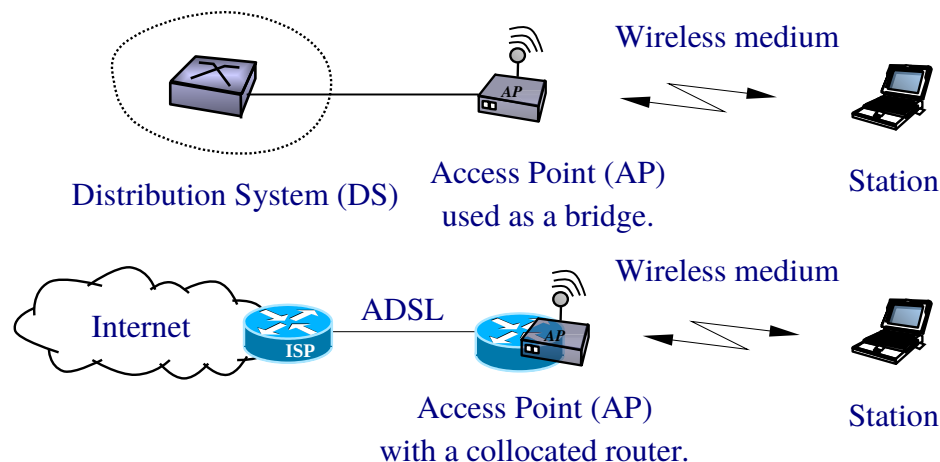 Wireless medium
AP
Distribution System (DS)
Access Point (AP)
used as a bridge.
Station
Wireless medium
Internet
ISP
ADSL
AP
Access Point (AP)
with a collocated router.
Station